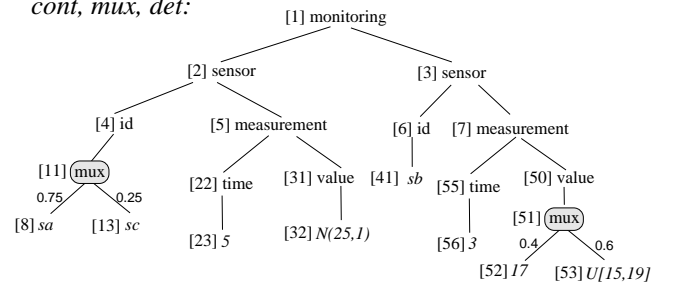 cont, mux, det:
[1] monitoring
[2] sensor
[3] sensor
[4] id
[5] measurement
[6] id
[7] measurement
[11] mux
[22] time
[31] value
[41] sb
[55] time
[50] value
0.75
0.25
[8] sa
[13] sc
[23] 5
[32] N(25,1)
[51] mux
[56] 3
0.4
0.6
[52] 17
[53] U[15,19]